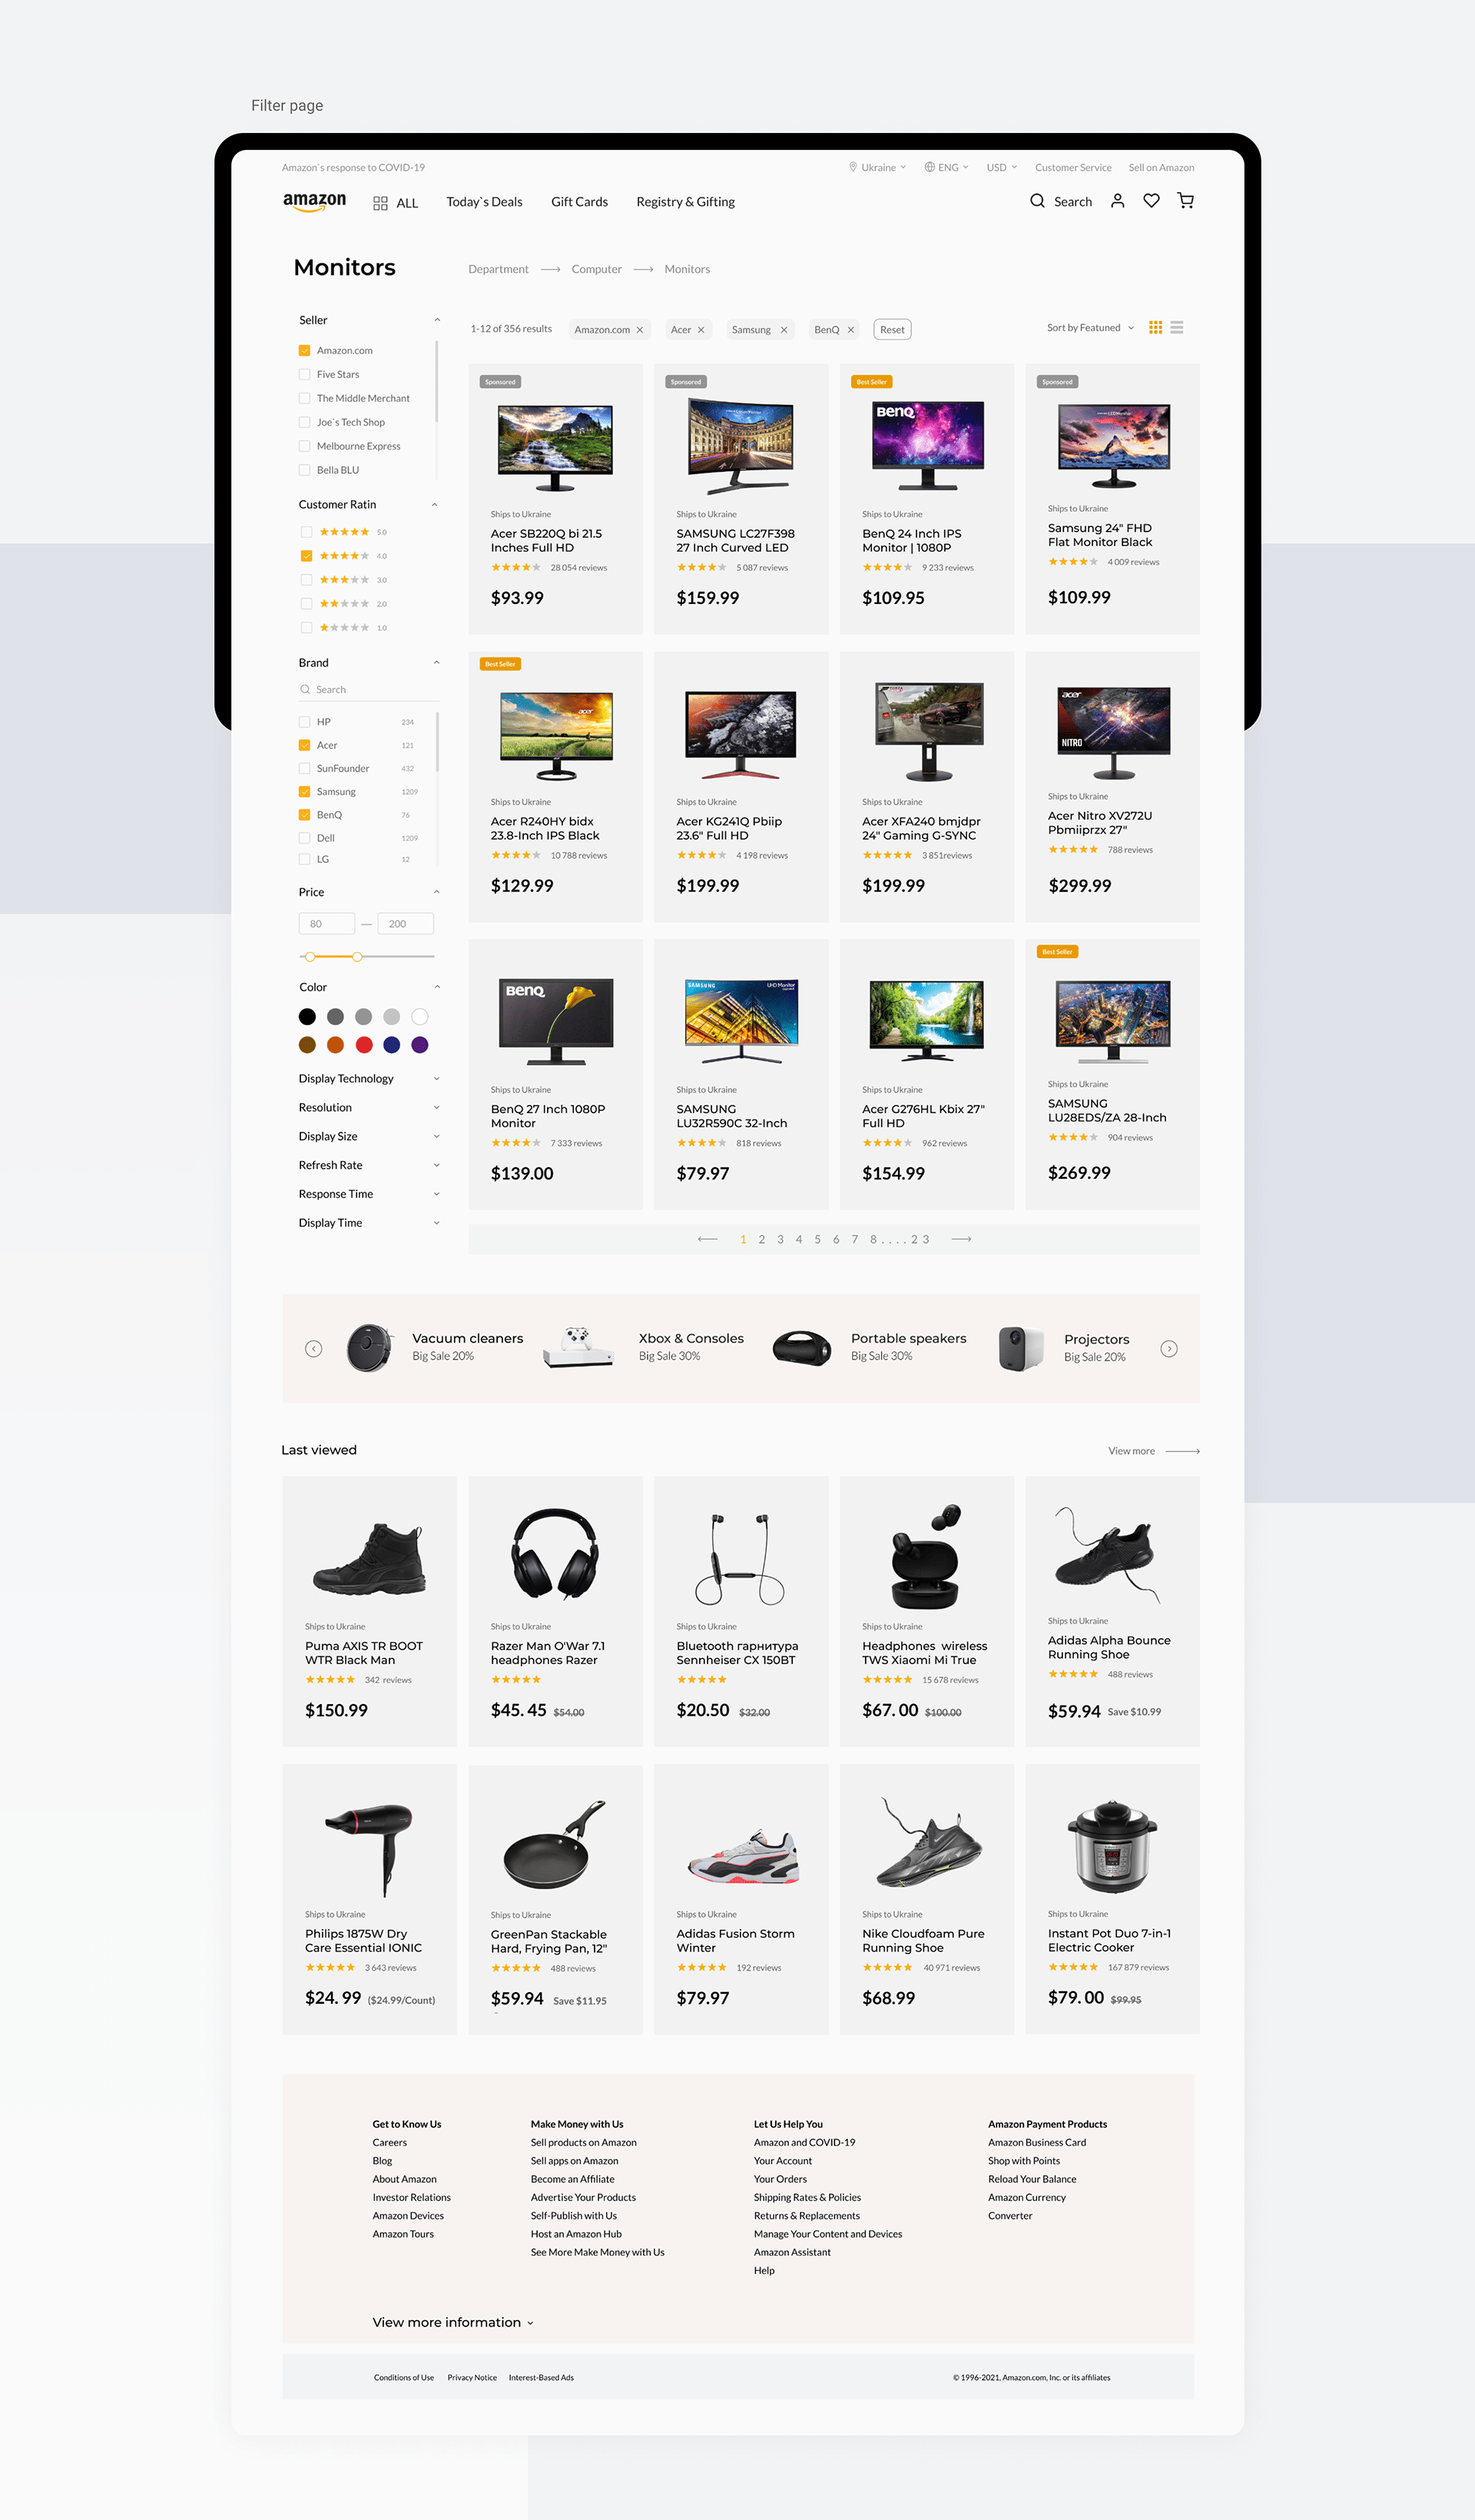 Filter page
Amazon`s response to COVID-19
Ukraine
ENG
USD
Customer Service
Sell on Amazon
amazon
ALL
Today`s Deals
Gift Cards
Registry & Gifting
Search
Monitors
Department
Computer
Monitors
Seller
Amazon.com
Five Stars
The Middle Merchant
Joe`s Tech Shop
Melbourne Express
Bella BLU
Customer Ratin
5.0
4.0
3.0
2.0
1.0
Brand
Search
HP 234
Acer 121
SunFounder 432
Samsung 1209
BenQ 76
Dell 1209
LG 12
Price
80 — 200
Color
Display Technology
Resolution
Display Size
Refresh Rate
Response Time
Display Time
1-12 of 356 results
Amazon.com
Acer
Samsung
BenQ
Reset
Sort by Featuned
Sponsored
Ships to Ukraine
Acer SB220Q bi 21.5
Inches Full HD
28 054 reviews
$93.99
Sponsored
Ships to Ukraine
SAMSUNG LC27F398
27 Inch Curved LED
5 087 reviews
$159.99
Best Seller
BenQ
Ships to Ukraine
BenQ 24 Inch IPS
Monitor | 1080P
9 233 reviews
$109.95
Sponsored
Ships to Ukraine
Samsung 24" FHD
Flat Monitor Black
4 009 reviews
$109.99
Best Seller
acer
Ships to Ukraine
Acer R240HY bidx
23.8-Inch IPS Black
10 788 reviews
$129.99
Ships to Ukraine
Acer KG241Q Pbiip
23.6" Full HD
4 198 reviews
$199.99
Ships to Ukraine
Acer XFA240 bmjdpr
24" Gaming G-SYNC
3 851reviews
$199.99
acer
NITRO
Ships to Ukraine
Acer Nitro XV272U
Pbmiiprzx 27"
788 reviews
$299.99
BenQ
Ships to Ukraine
BenQ 27 Inch 1080P
Monitor
7 333 reviews
$139.00
SAMSUNG
UHD Monitor
Ships to Ukraine
SAMSUNG
LU32R590C 32-Inch
818 reviews
$79.97
Ships to Ukraine
Acer G276HL Kbix 27"
Full HD
962 reviews
$154.99
Best Seller
Ships to Ukraine
SAMSUNG
LU28EDS/ZA 28-Inch
904 reviews
$269.99
1 2 3 4 5 6 7 8 . . . . 2 3
Vacuum cleaners
Big Sale 20%
Xbox & Consoles
Big Sale 30%
Portable speakers
Big Sale 30%
Projectors
Big Sale 20%
Last viewed
View more
Ships to Ukraine
Puma AXIS TR BOOT
WTR Black Man
342 reviews
$150.99
Ships to Ukraine
Razer Man O'War 7.1
headphones Razer
$45. 45 $54.00
Ships to Ukraine
Bluetooth гарнитура
Sennheiser CX 150BT
$20.50 $32.00
Ships to Ukraine
Headphones wireless
TWS Xiaomi Mi True
15 678 reviews
$67. 00 $100.00
Ships to Ukraine
Adidas Alpha Bounce
Running Shoe
488 reviews
$59.94 Save $10.99
Ships to Ukraine
Philips 1875W Dry
Care Essential IONIC
3 643 reviews
$24. 99 ($24.99/Count)
Ships to Ukraine
GreenPan Stackable
Hard, Frying Pan, 12"
488 reviews
$59.94 Save $11.95
Ships to Ukraine
Adidas Fusion Storm
Winter
192 reviews
$79.97
Ships to Ukraine
Nike Cloudfoam Pure
Running Shoe
40 971 reviews
$68.99
Ships to Ukraine
Instant Pot Duo 7-in-1
Electric Cooker
167 879 reviews
$79. 00 $99.95
Get to Know Us
Careers
Blog
About Amazon
Investor Relations
Amazon Devices
Amazon Tours
Make Money with Us
Sell products on Amazon
Sell apps on Amazon
Become an Affiliate
Advertise Your Products
Self-Publish with Us
Host an Amazon Hub
See More Make Money with Us
Let Us Help You
Amazon and COVID-19
Your Account
Your Orders
Shipping Rates & Policies
Returns & Replacements
Manage Your Content and Devices
Amazon Assistant
Help
Amazon Payment Products
Amazon Business Card
Shop with Points
Reload Your Balance
Amazon Currency
Converter
View more information
Conditions of Use
Privacy Notice
Interest-Based Ads
© 1996-2021, Amazon.com, Inc. or its affiliates